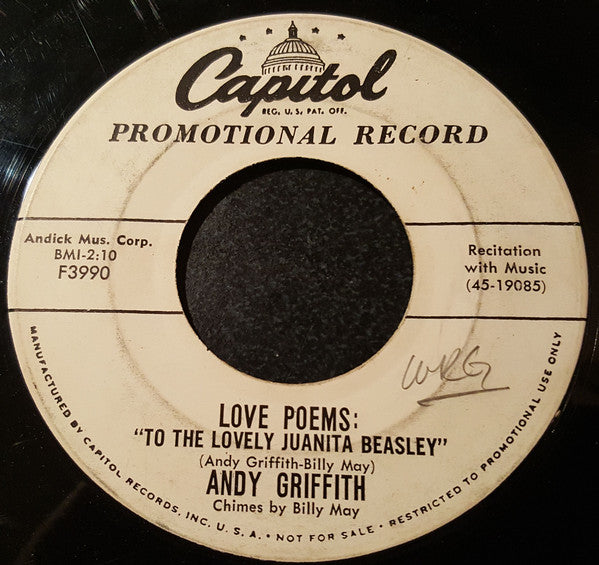 Capitol
REG. U.S. PAT. OFF.
PROMOTIONAL RECORD
Andick Mus. Corp.
BMI-2:10
F3990
Recitation
with Music
(45-19085)
WRG
LOVE POEMS:
"TO THE LOVELY JUANITA BEASLEY"
(Andy Griffith-Billy May)
ANDY GRIFFITH
Chimes by Billy May
MANUFACTURED BY CAPITOL RECORDS, INC. U.S.A. • NOT FOR SALE • RESTRICTED TO PROMOTIONAL USE ONLY